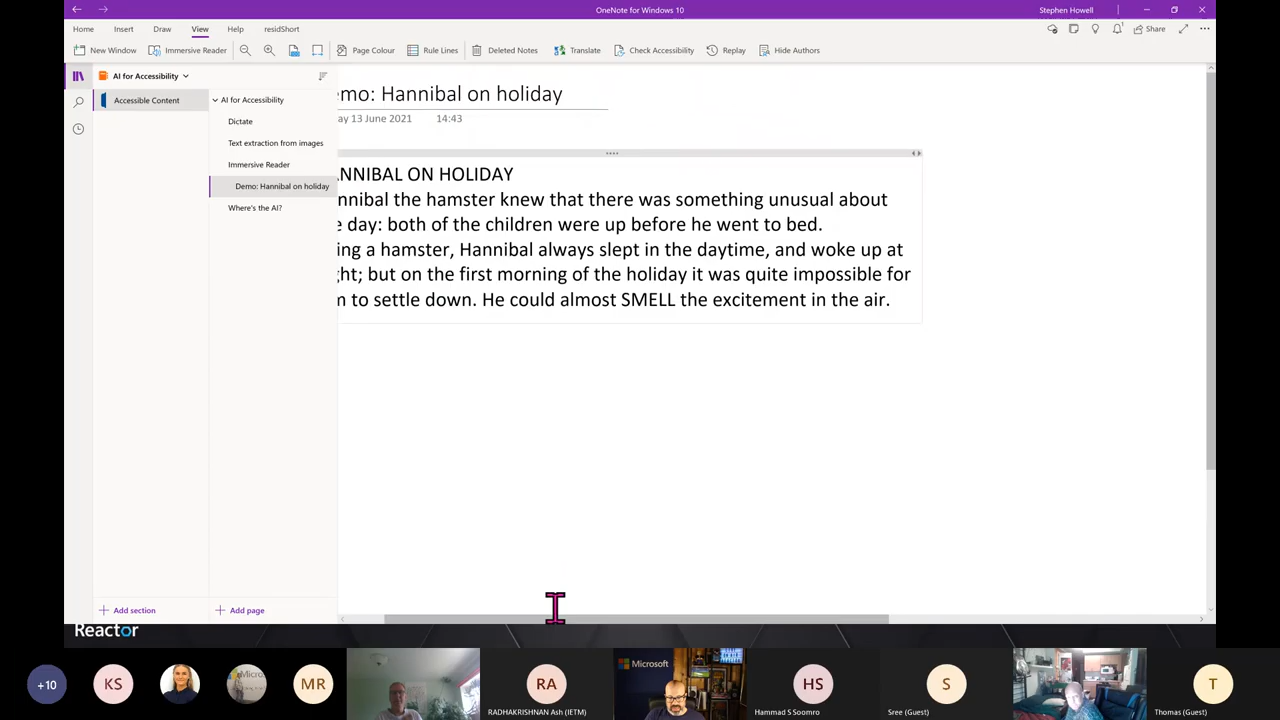 OneNote for Windows 10
Stephen Howell
Home Insert Draw View Help residShort
1 Share
New Window Immersive Reader Page Colour Rule Lines Deleted Notes Translate Check Accessibility Replay Hide Authors
AI for Accessibility
Accessible Content
AI for Accessibility
Dictate
Text extraction from images
Immersive Reader
Demo: Hannibal on holiday
Where's the AI?
emo: Hannibal on holiday
ay 13 June 2021 14:43
ANNIBAL ON HOLIDAY
nnibal the hamster knew that there was something unusual about
e day: both of the children were up before he went to bed.
ing a hamster, Hannibal always slept in the daytime, and woke up at
ght; but on the first morning of the holiday it was quite impossible for
m to settle down. He could almost SMELL the excitement in the air.
Add section
Add page
Reactor
+10
KS
MR
RA
RADHAKRISHNAN Ash (IETM)
Microsoft
HS
Hammad S Soomro
S
Sree (Guest)
T
Thomas (Guest)